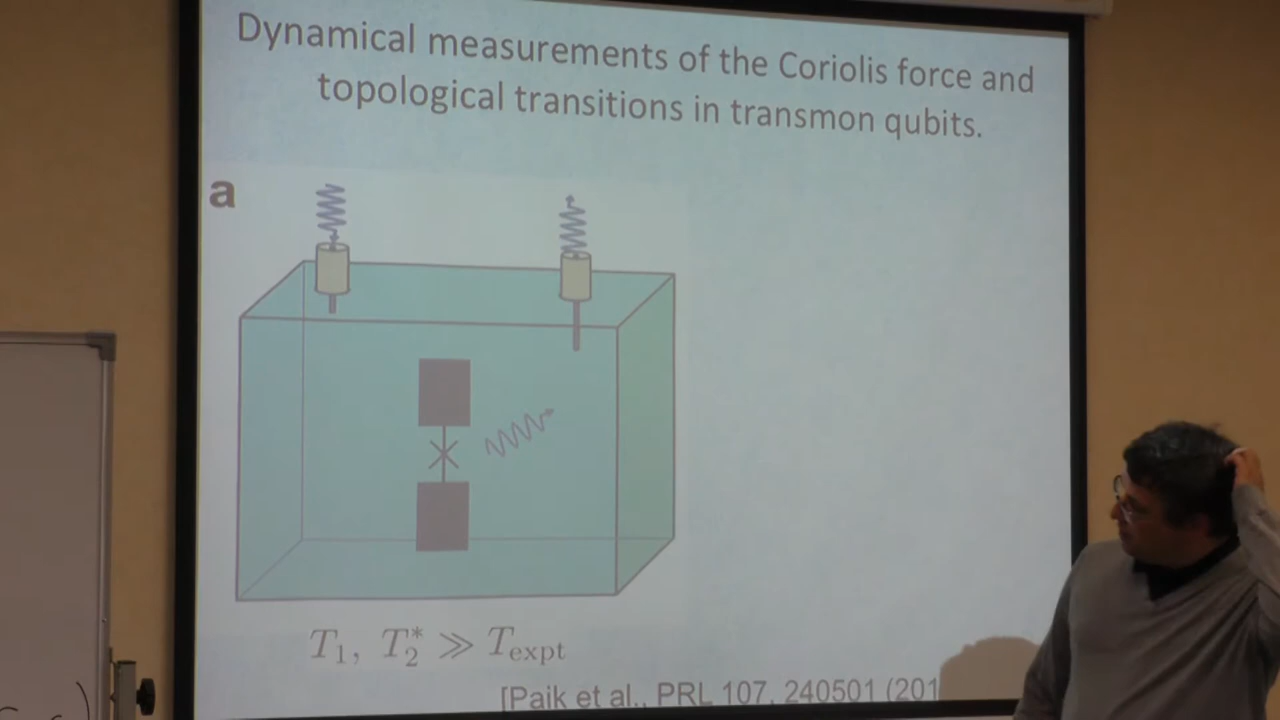 Dynamical measurements of the Coriolis force and
topological transitions in transmon qubits.
a
T₁, T₂* ≫ T_expt
[Paik et al., PRL 107, 240501 (201